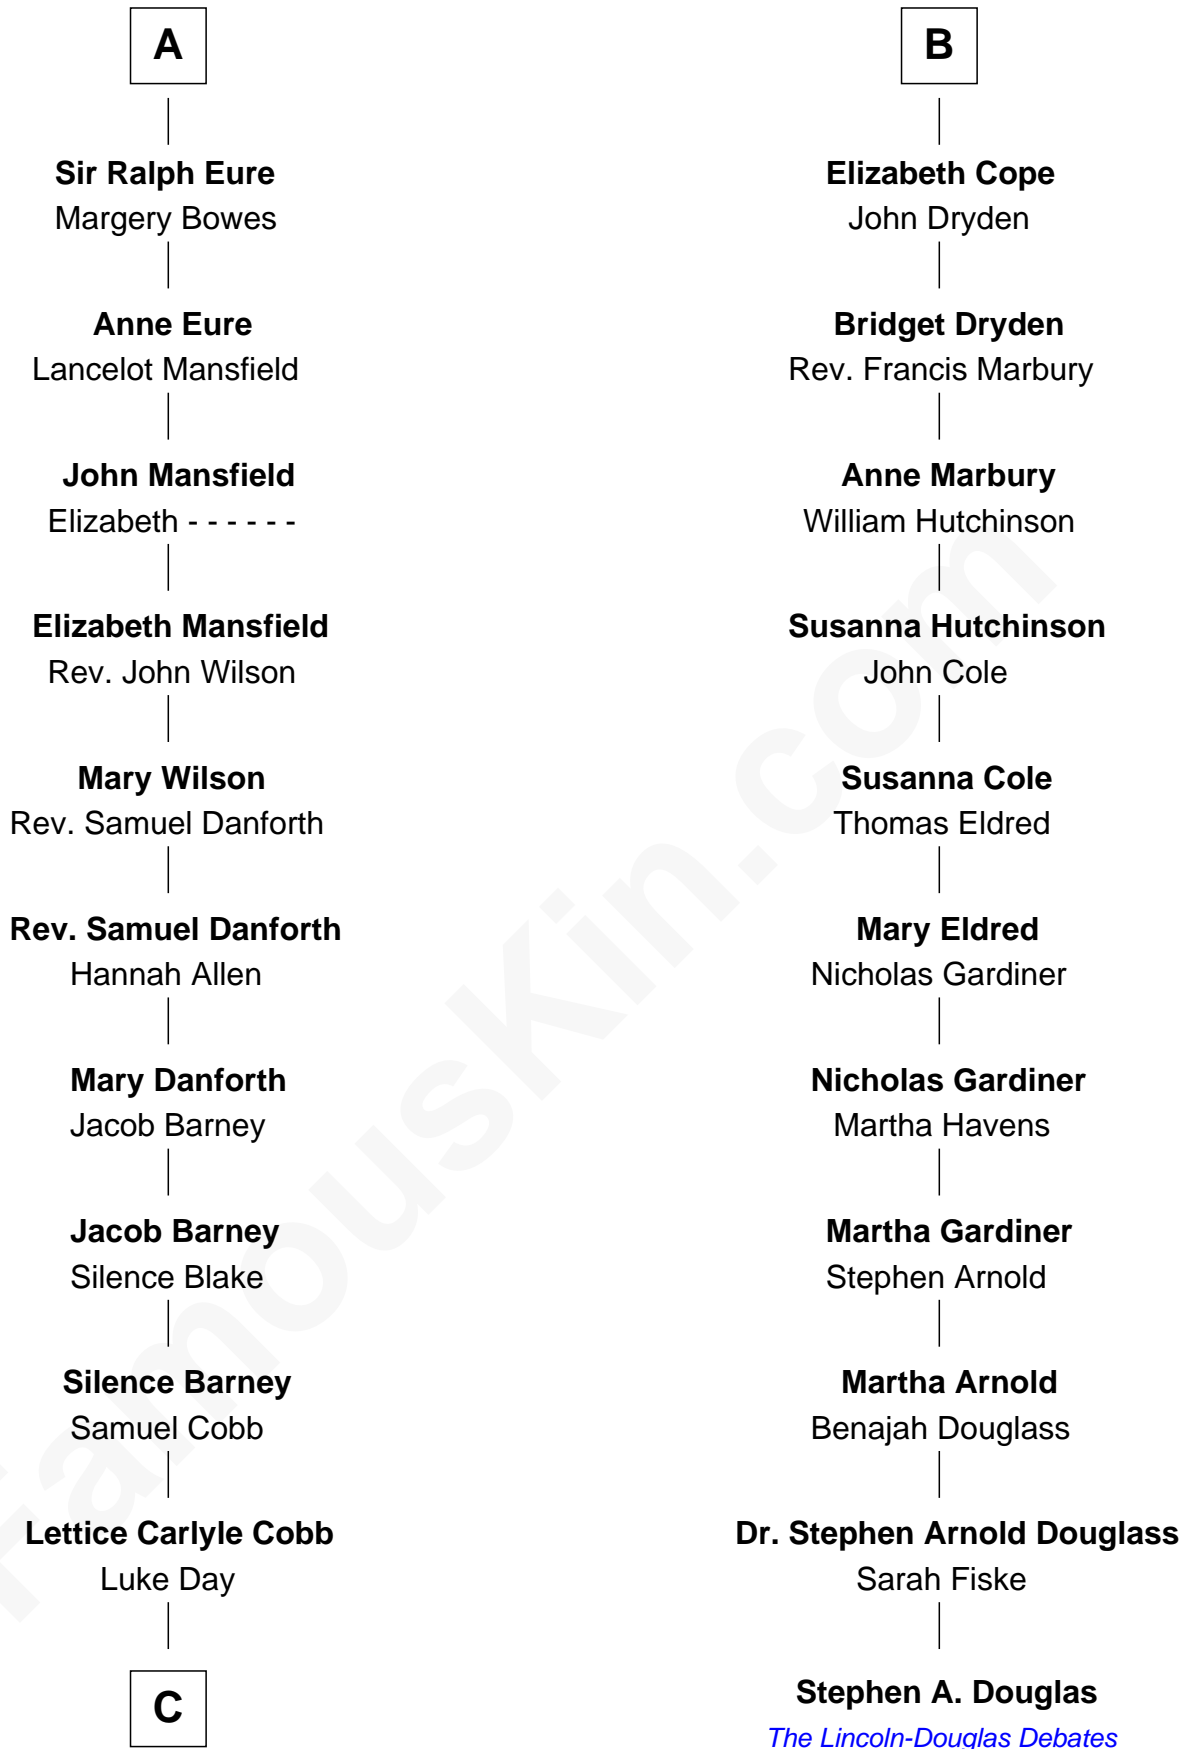 A
Sir Ralph Eure
Margery Bowes
Anne Eure
Lancelot Mansfield
John Mansfield
Elizabeth - - - - - -
Elizabeth Mansfield
Rev. John Wilson
Mary Wilson
Rev. Samuel Danforth
Rev. Samuel Danforth
Hannah Allen
Mary Danforth
Jacob Barney
Jacob Barney
Silence Blake
Silence Barney
Samuel Cobb
Lettice Carlyle Cobb
Luke Day
C
B
Elizabeth Cope
John Dryden
Bridget Dryden
Rev. Francis Marbury
Anne Marbury
William Hutchinson
Susanna Hutchinson
John Cole
Susanna Cole
Thomas Eldred
Mary Eldred
Nicholas Gardiner
Nicholas Gardiner
Martha Havens
Martha Gardiner
Stephen Arnold
Martha Arnold
Benajah Douglass
Dr. Stephen Arnold Douglass
Sarah Fiske
Stephen A. Douglas
The Lincoln-Douglas Debates
FamousKin.com